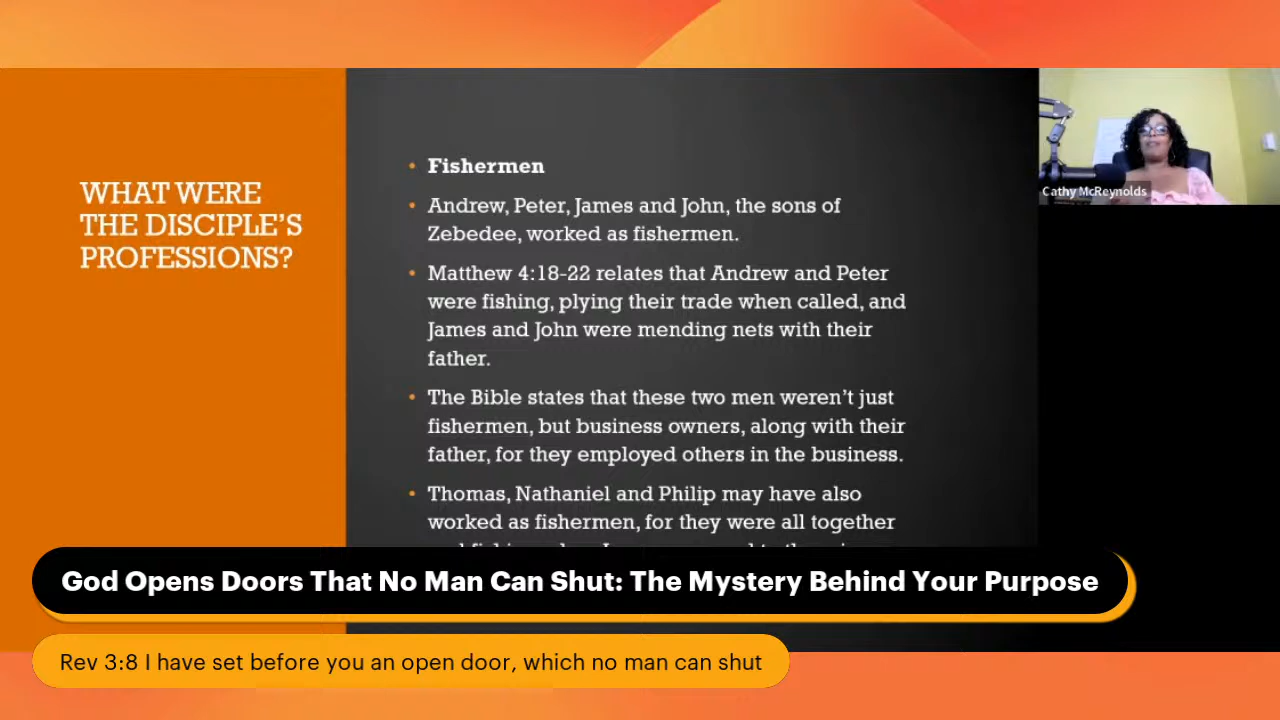 WHAT WERE
THE DISCIPLE'S
PROFESSIONS?
• Fishermen
• Andrew, Peter, James and John, the sons of
Zebedee, worked as fishermen.
• Matthew 4:18-22 relates that Andrew and Peter
were fishing, plying their trade when called, and
James and John were mending nets with their
father.
• The Bible states that these two men weren't just
fishermen, but business owners, along with their
father, for they employed others in the business.
• Thomas, Nathaniel and Philip may have also
worked as fishermen, for they were all together
Cathy McReynolds
God Opens Doors That No Man Can Shut: The Mystery Behind Your Purpose
Rev 3:8 I have set before you an open door, which no man can shut